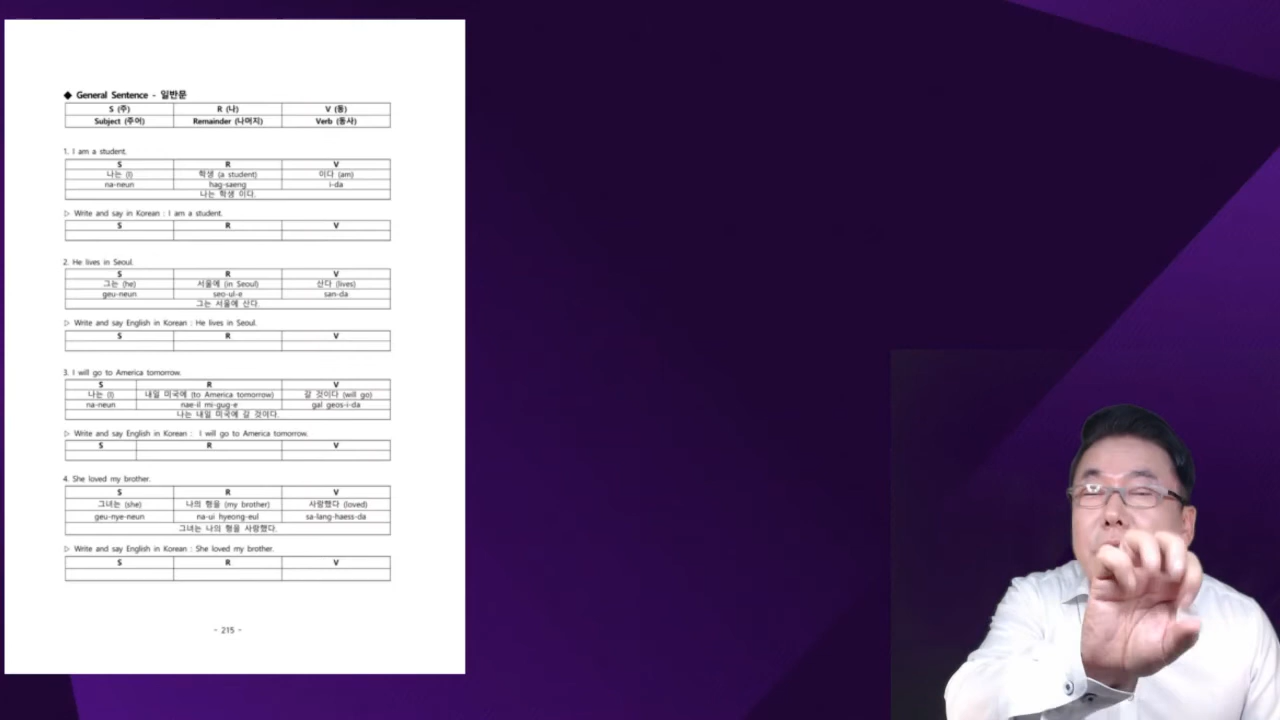 ◆ General Sentence - 일반문
S (주) R (나) V (동)
Subject (주어) Remainder (나머지) Verb (동사)
1. I am a student.
S R V
나는 (I) 학생 (a student) 이다 (am)
na-neun hag-saeng i-da
나는 학생 이다.
▷ Write and say in Korean : I am a student.
S R V
2. He lives in Seoul.
S R V
그는 (he) 서울에 (in Seoul) 산다 (lives)
geu-neun seo-ul-e san-da
그는 서울에 산다.
▷ Write and say English in Korean : He lives in Seoul.
S R V
3. I will go to America tomorrow.
S R V
나는 (I) 내일 미국에 (to America tomorrow) 갈 것이다 (will go)
na-neun nae-il mi-gug-e gal geos-i-da
나는 내일 미국에 갈 것이다.
▷ Write and say English in Korean : I will go to America tomorrow.
S R V
4. She loved my brother.
S R V
그녀는 (she) 나의 형을 (my brother) 사랑했다 (loved)
geu-nye-neun na-ui hyeong-eul sa-lang-haess-da
그녀는 나의 형을 사랑했다.
▷ Write and say English in Korean : She loved my brother.
S R V
- 215 -